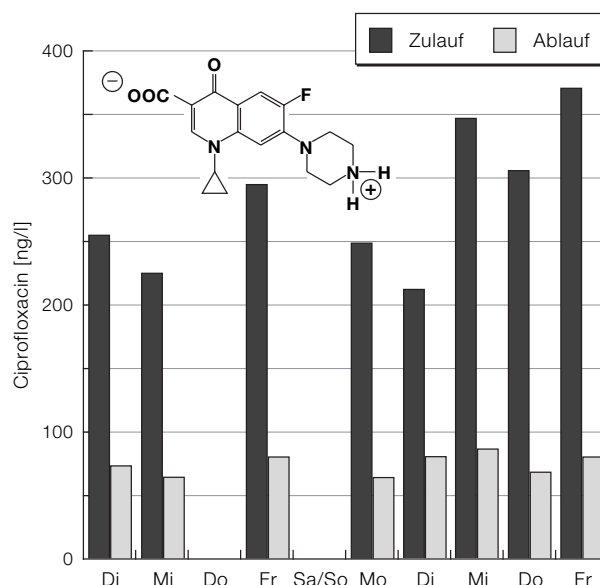 Zulauf Ablauf
400
300
200
100
0
Ciprofloxacin [ng/l]
O
⊖
OOC
F
N
N
N H
H ⊕
Di Mi Do Fr Sa/So Mo Di Mi Do Fr